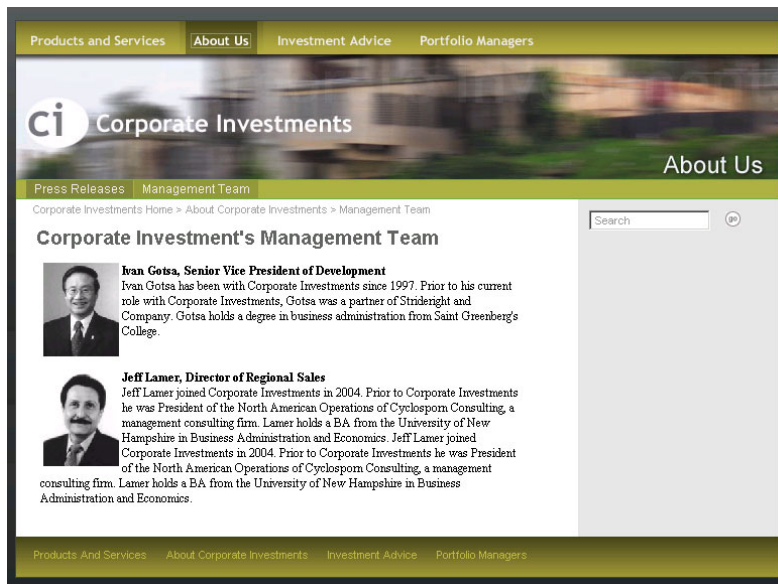 Products and Services About Us Investment Advice Portfolio Managers
ci Corporate Investments
About Us
Press Releases Management Team
Corporate Investments Home > About Corporate Investments > Management Team
Search go
Corporate Investment's Management Team
Ivan Gotsa, Senior Vice President of Development
Ivan Gotsa has been with Corporate Investments since 1997. Prior to his current
role with Corporate Investments, Gotsa was a partner of Strideright and
Company. Gotsa holds a degree in business administration from Saint Greenberg's
College.
Jeff Lamer, Director of Regional Sales
Jeff Lamer joined Corporate Investments in 2004. Prior to Corporate Investments
he was President of the North American Operations of Cyclosporn Consulting, a
management consulting firm. Lamer holds a BA from the University of New
Hampshire in Business Administration and Economics. Jeff Lamer joined
Corporate Investments in 2004. Prior to Corporate Investments he was President
of the North American Operations of Cyclosporn Consulting, a management
consulting firm. Lamer holds a BA from the University of New Hampshire in Business
Administration and Economics.
Products And Services About Corporate Investments Investment Advice Portfolio Managers